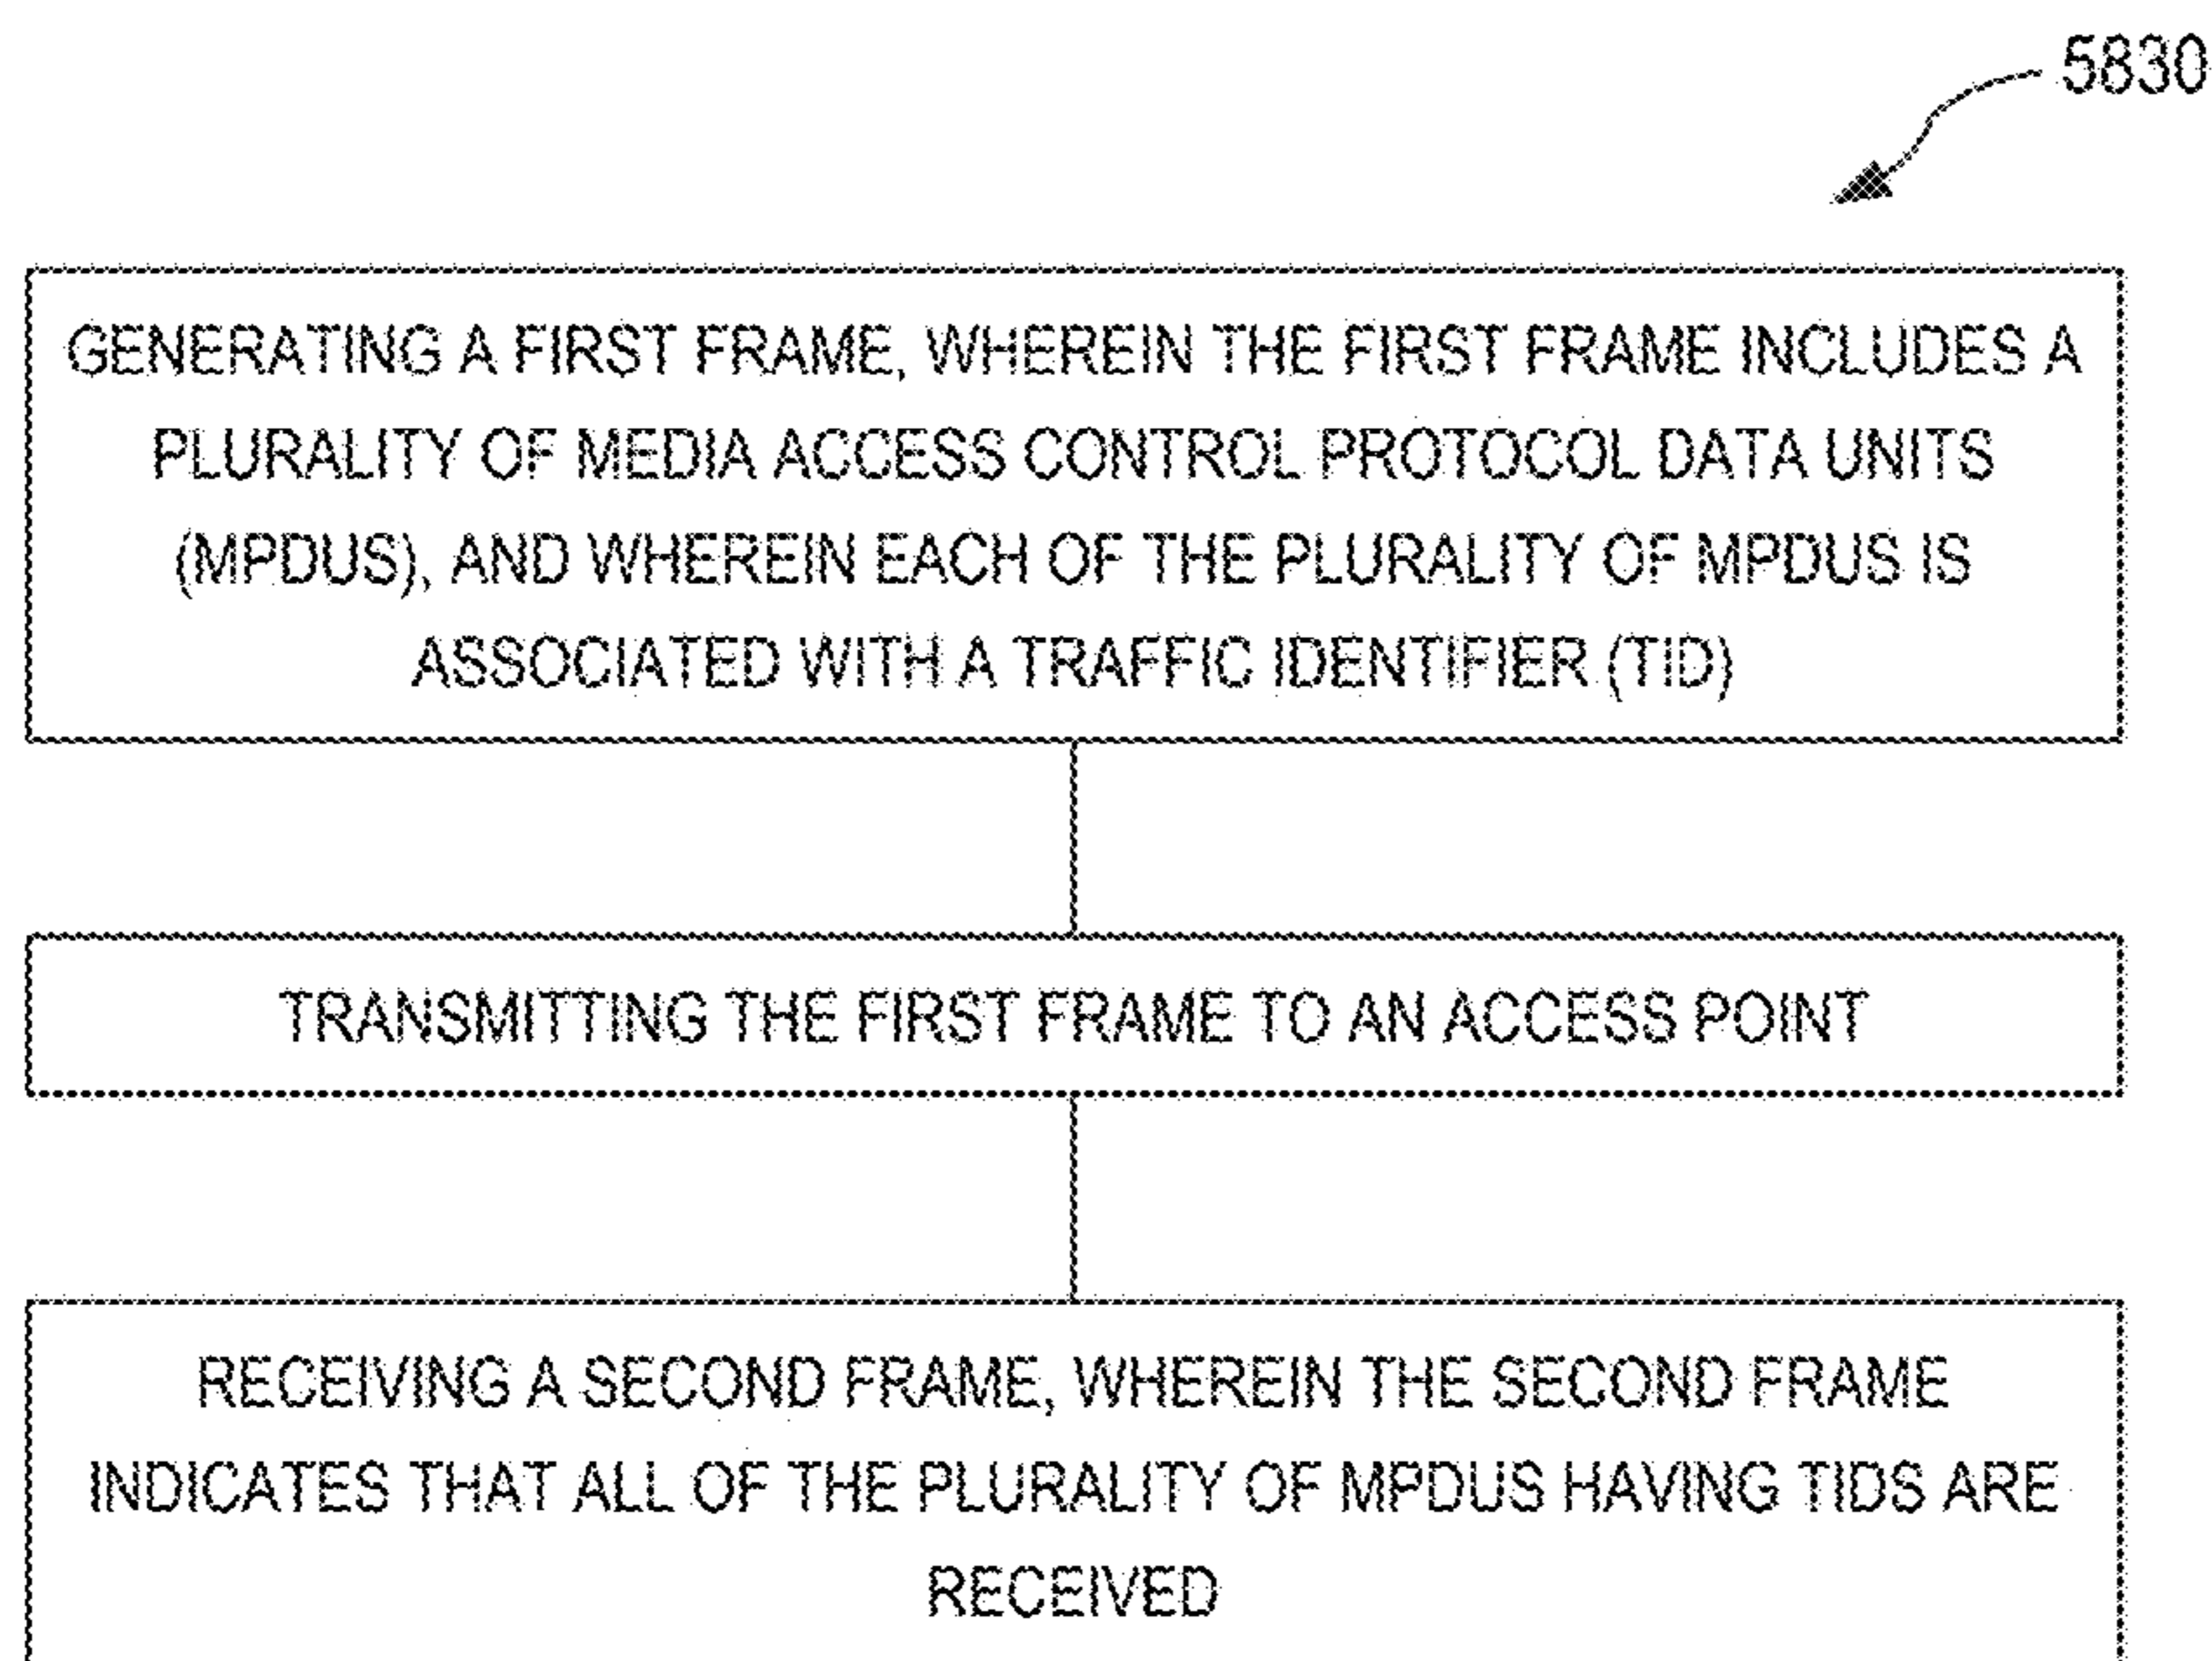 5830
GENERATING A FIRST FRAME, WHEREIN THE FIRST FRAME INCLUDES A
PLURALITY OF MEDIA ACCESS CONTROL PROTOCOL DATA UNITS
(MPDUS), AND WHEREIN EACH OF THE PLURALITY OF MPDUS IS
ASSOCIATED WITH A TRAFFIC IDENTIFIER (TID)
TRANSMITTING THE FIRST FRAME TO AN ACCESS POINT
RECEIVING A SECOND FRAME, WHEREIN THE SECOND FRAME
INDICATES THAT ALL OF THE PLURALITY OF MPDUS HAVING TIDS ARE
RECEIVED